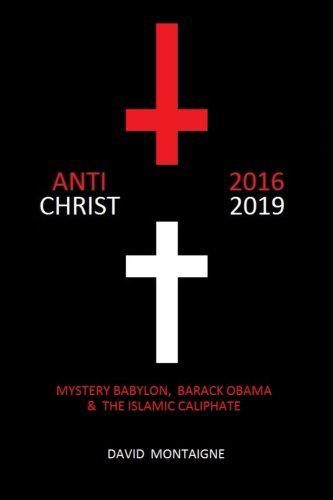 ANTI 2016
CHRIST 2019
MYSTERY BABYLON, BARACK OBAMA
& THE ISLAMIC CALIPHATE
DAVID MONTAIGNE